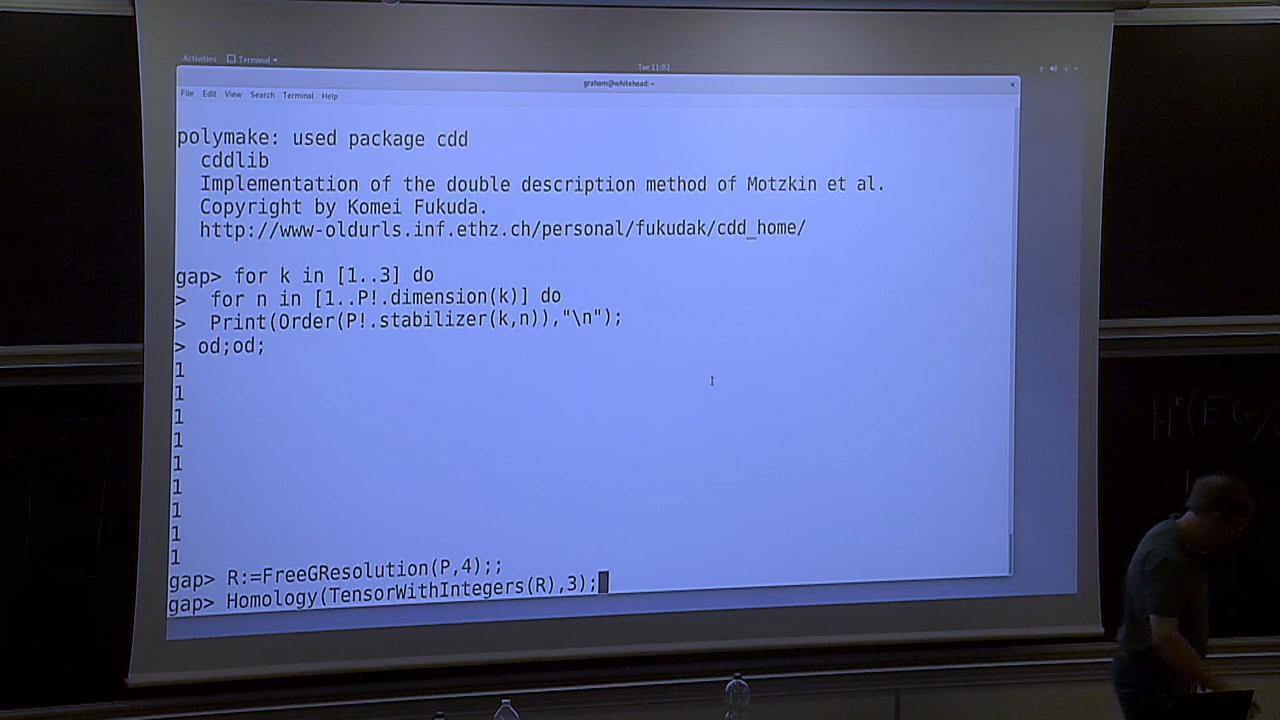 Activities Terminal
Tue 11:02
graham@whitehead:~
File Edit View Search Terminal Help
polymake: used package cdd
cddlib
Implementation of the double description method of Motzkin et al.
Copyright by Komei Fukuda.
http://www-oldurls.inf.ethz.ch/personal/fukudak/cdd_home/
gap> for k in [1..3] do
> for n in [1..P!.dimension(k)] do
> Print(Order(P!.stabilizer(k,n)),"\n");
> od;od;
1
1
1
1
1
1
1
1
1
gap> R:=FreeGResolution(P,4);;
gap> Homology(TensorWithIntegers(R),3);